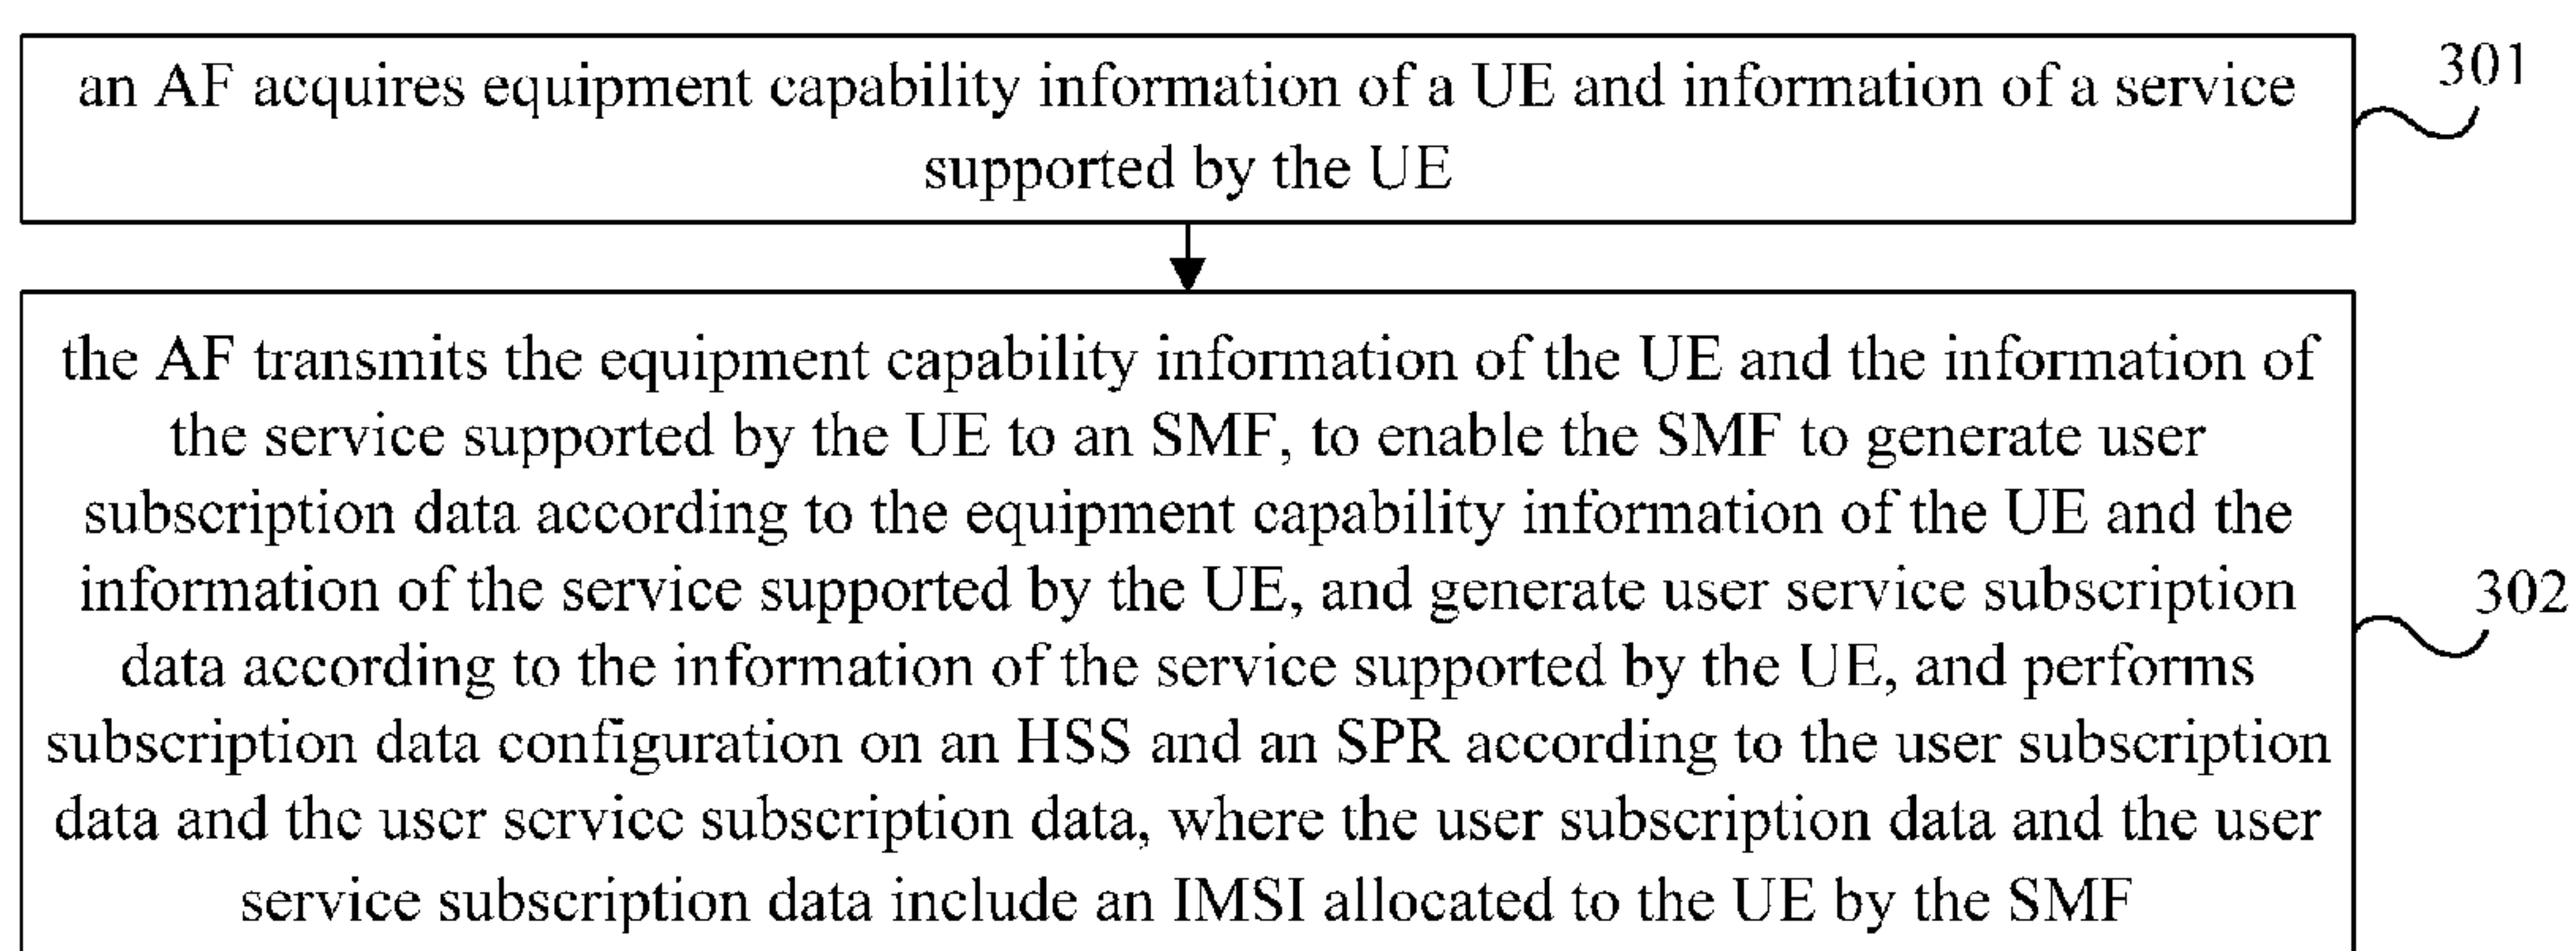 an AF acquires equipment capability information of a UE and information of a service
supported by the UE
301
the AF transmits the equipment capability information of the UE and the information of
the service supported by the UE to an SMF, to enable the SMF to generate user
subscription data according to the equipment capability information of the UE and the
information of the service supported by the UE, and generate user service subscription
data according to the information of the service supported by the UE, and performs
subscription data configuration on an HSS and an SPR according to the user subscription
data and the user service subscription data, where the user subscription data and the user
service subscription data include an IMSI allocated to the UE by the SMF
302